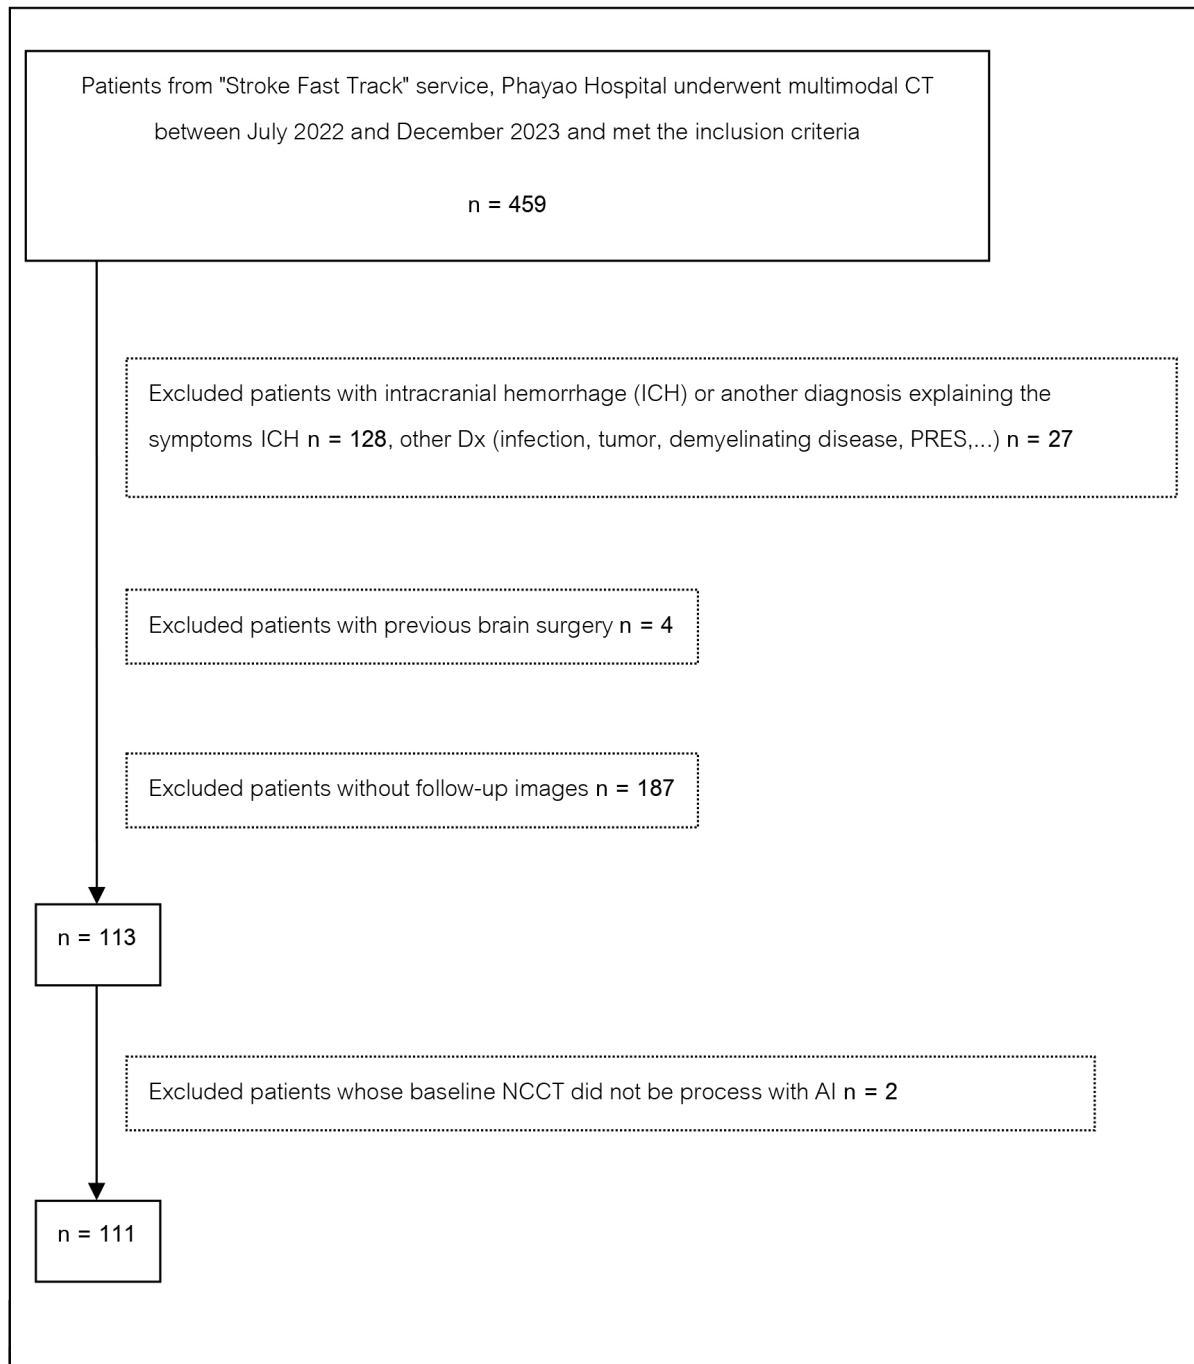 Patients from "Stroke Fast Track" service, Phayao Hospital underwent multimodal CT
between July 2022 and December 2023 and met the inclusion criteria
n = 459
Excluded patients with intracranial hemorrhage (ICH) or another diagnosis explaining the
symptoms ICH n = 128, other Dx (infection, tumor, demyelinating disease, PRES,...) n = 27
Excluded patients with previous brain surgery n = 4
Excluded patients without follow-up images n = 187
n = 113
Excluded patients whose baseline NCCT did not be process with AI n = 2
n = 111